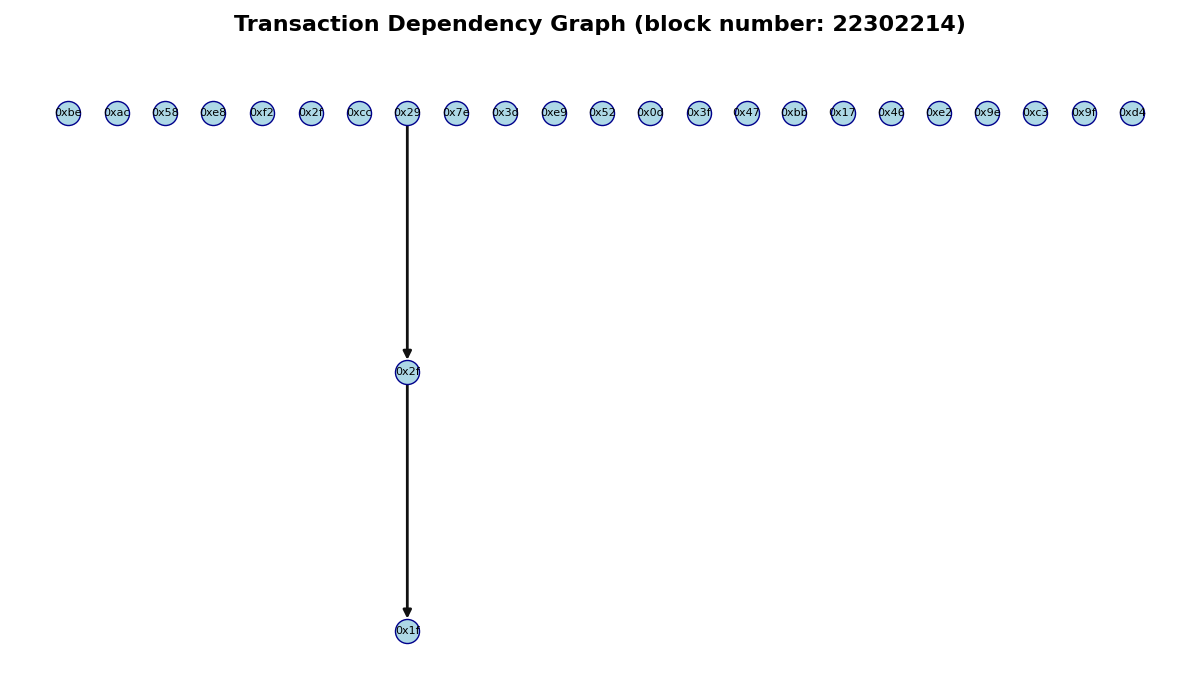 Transaction Dependency Graph (block number: 22302214)
0xbe 0xac 0x58 0xe8 0xf2 0x2f 0xcc 0x29 0x7e 0x3d 0xe9 0x52 0x0d 0x3f 0x47 0xbb 0x17 0x46 0xe2 0x9e 0xc3 0x9f 0xd4
0x2f
0x1f